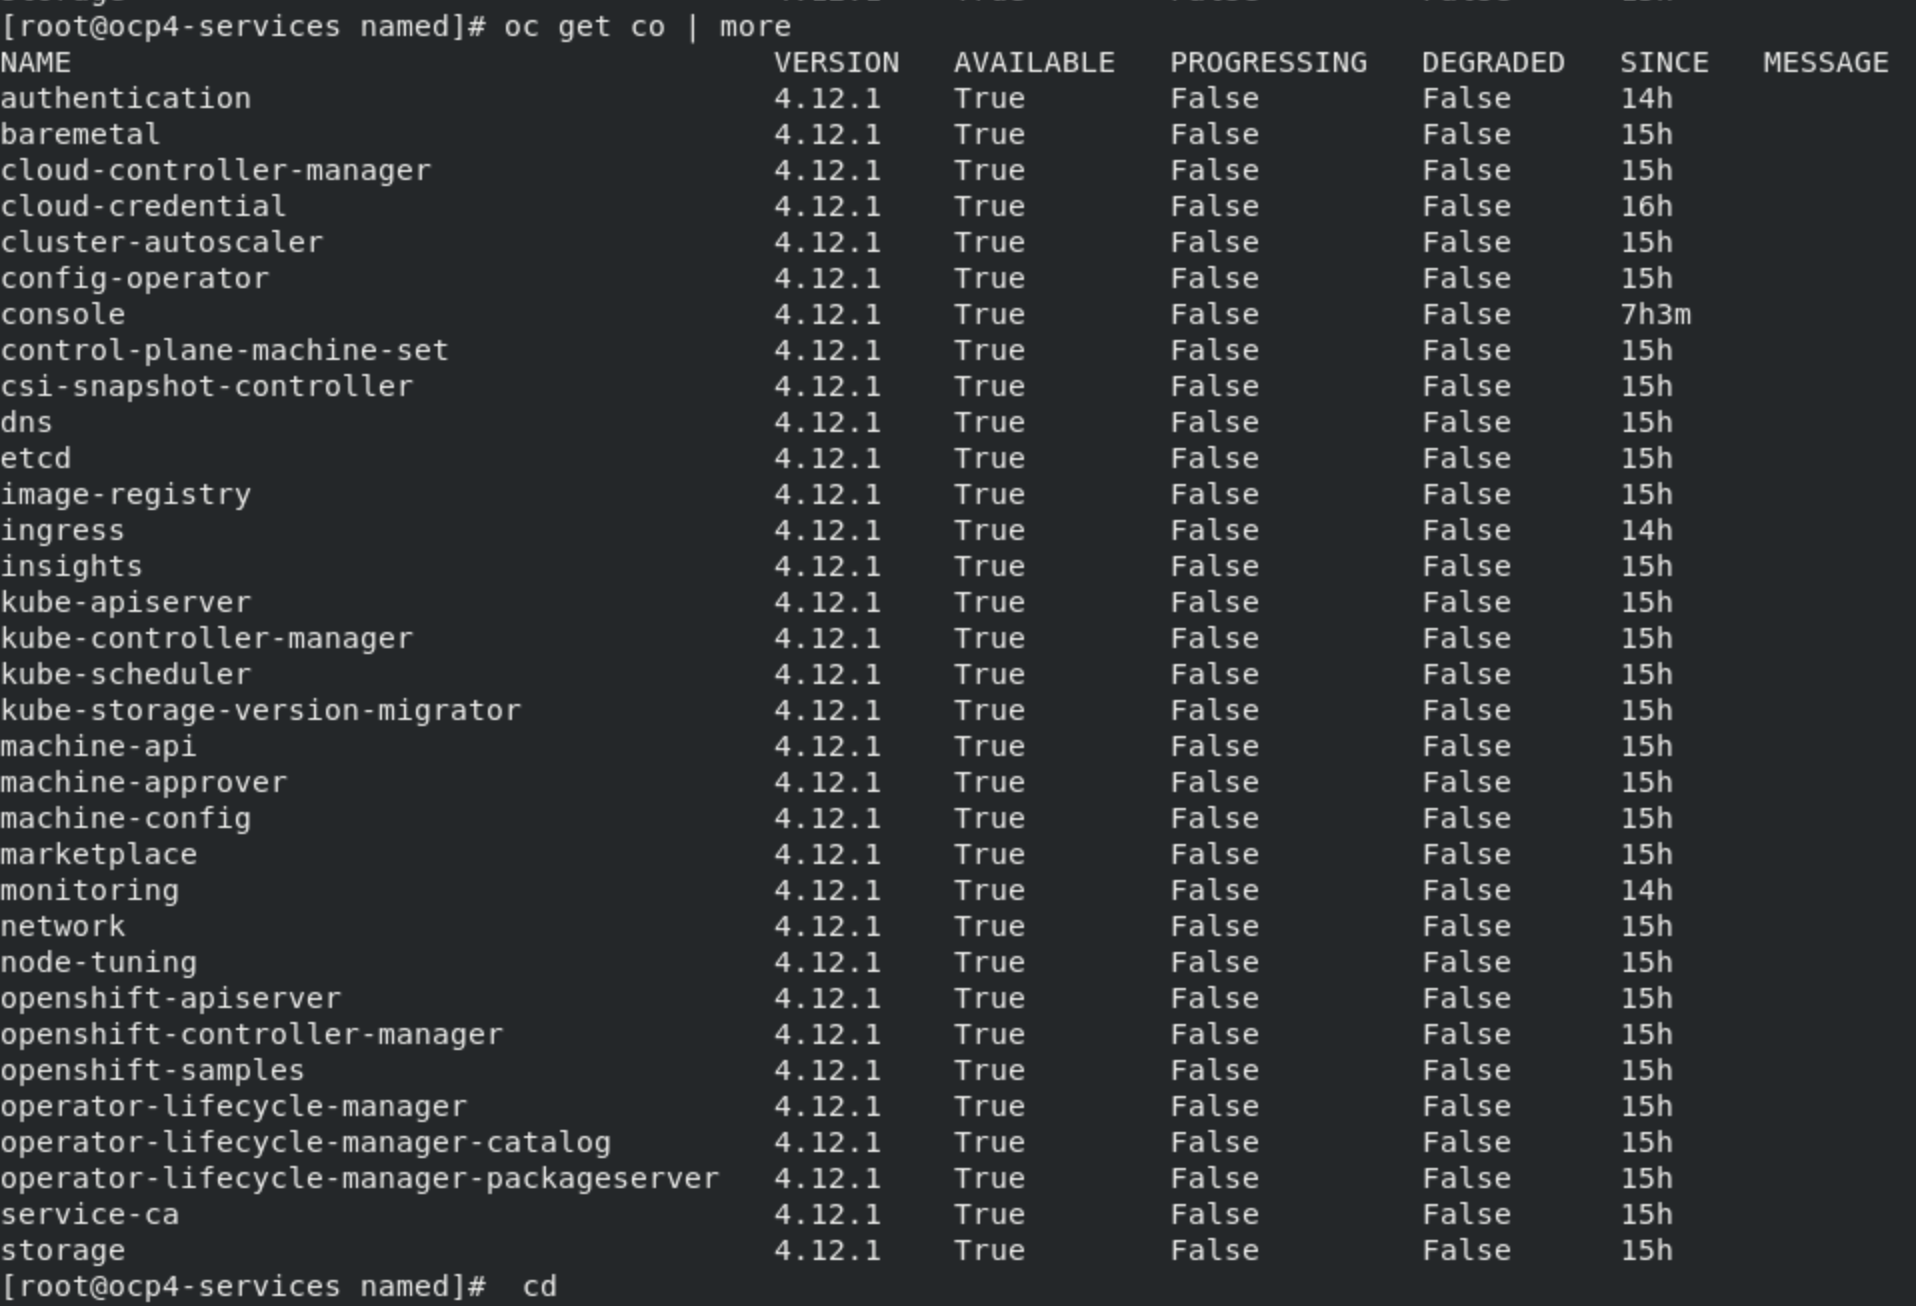 [root@ocp4-services named]# oc get co | more
NAME                                       VERSION   AVAILABLE   PROGRESSING   DEGRADED   SINCE   MESSAGE
authentication                             4.12.1    True        False         False      14h
baremetal                                  4.12.1    True        False         False      15h
cloud-controller-manager                   4.12.1    True        False         False      15h
cloud-credential                           4.12.1    True        False         False      16h
cluster-autoscaler                         4.12.1    True        False         False      15h
config-operator                            4.12.1    True        False         False      15h
console                                    4.12.1    True        False         False      7h3m
control-plane-machine-set                  4.12.1    True        False         False      15h
csi-snapshot-controller                    4.12.1    True        False         False      15h
dns                                        4.12.1    True        False         False      15h
etcd                                       4.12.1    True        False         False      15h
image-registry                             4.12.1    True        False         False      15h
ingress                                    4.12.1    True        False         False      14h
insights                                   4.12.1    True        False         False      15h
kube-apiserver                             4.12.1    True        False         False      15h
kube-controller-manager                    4.12.1    True        False         False      15h
kube-scheduler                             4.12.1    True        False         False      15h
kube-storage-version-migrator              4.12.1    True        False         False      15h
machine-api                                4.12.1    True        False         False      15h
machine-approver                           4.12.1    True        False         False      15h
machine-config                             4.12.1    True        False         False      15h
marketplace                                4.12.1    True        False         False      15h
monitoring                                 4.12.1    True        False         False      14h
network                                    4.12.1    True        False         False      15h
node-tuning                                4.12.1    True        False         False      15h
openshift-apiserver                        4.12.1    True        False         False      15h
openshift-controller-manager               4.12.1    True        False         False      15h
openshift-samples                          4.12.1    True        False         False      15h
operator-lifecycle-manager                 4.12.1    True        False         False      15h
operator-lifecycle-manager-catalog         4.12.1    True        False         False      15h
operator-lifecycle-manager-packageserver   4.12.1    True        False         False      15h
service-ca                                 4.12.1    True        False         False      15h
storage                                    4.12.1    True        False         False      15h
[root@ocp4-services named]#  cd